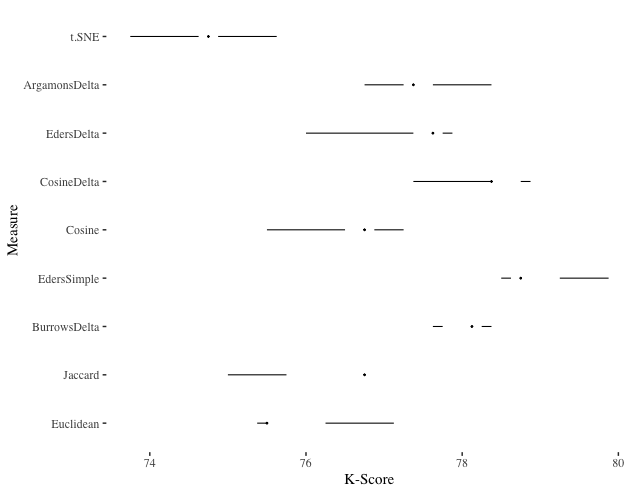 t.SNE
ArgamonsDelta
EdersDelta
CosineDelta
Cosine
EdersSimple
BurrowsDelta
Jaccard
Euclidean
Measure
74 76 78 80
K-Score